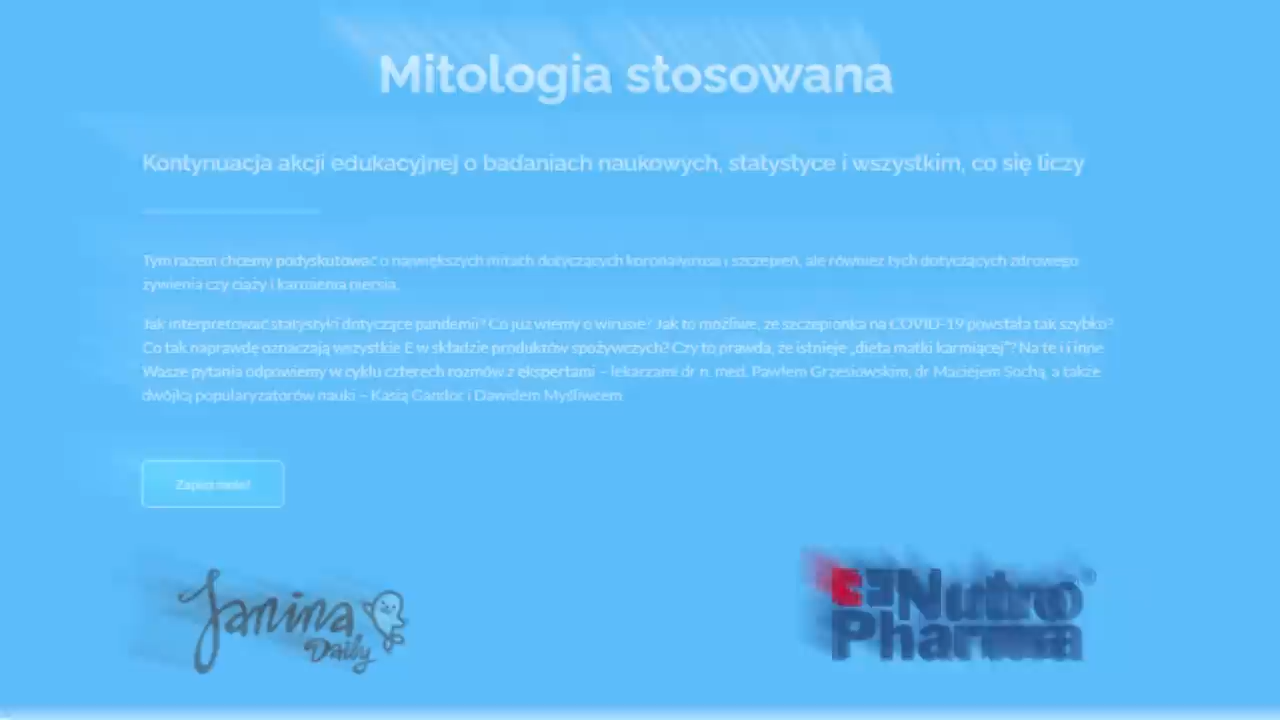 Mitologia stosowana
Kontynuacja akcji edukacyjnej o badaniach naukowych, statystyce i wszystkim, co się liczy
Tym razem chcemy podyskutować o największych mitach dotyczących koronawirusa i szczepień, ale również tych dotyczących zdrowego
żywienia czy ciąży i karmienia piersią.
Jak interpretować statystyki dotyczące pandemii? Co już wiemy o wirusie? Jak to możliwe, że szczepionka na COVID-19 powstała tak szybko?
Co tak naprawdę oznaczają wszystkie E w składzie produktów spożywczych? Czy to prawda, że istnieje „dieta matki karmiącej”? Na te i inne
Wasze pytania odpowiemy w cyklu czterech rozmów z ekspertami – lekarzami dr n. med. Pawłem Grzesiowskim, dr Maciejem Sochą, a także
dwójką popularyzatorów nauki – Kasią Gandor i Dawidem Myśliwcem.
Zapisz mnie!
Janina Daily
Nutro
Pharma